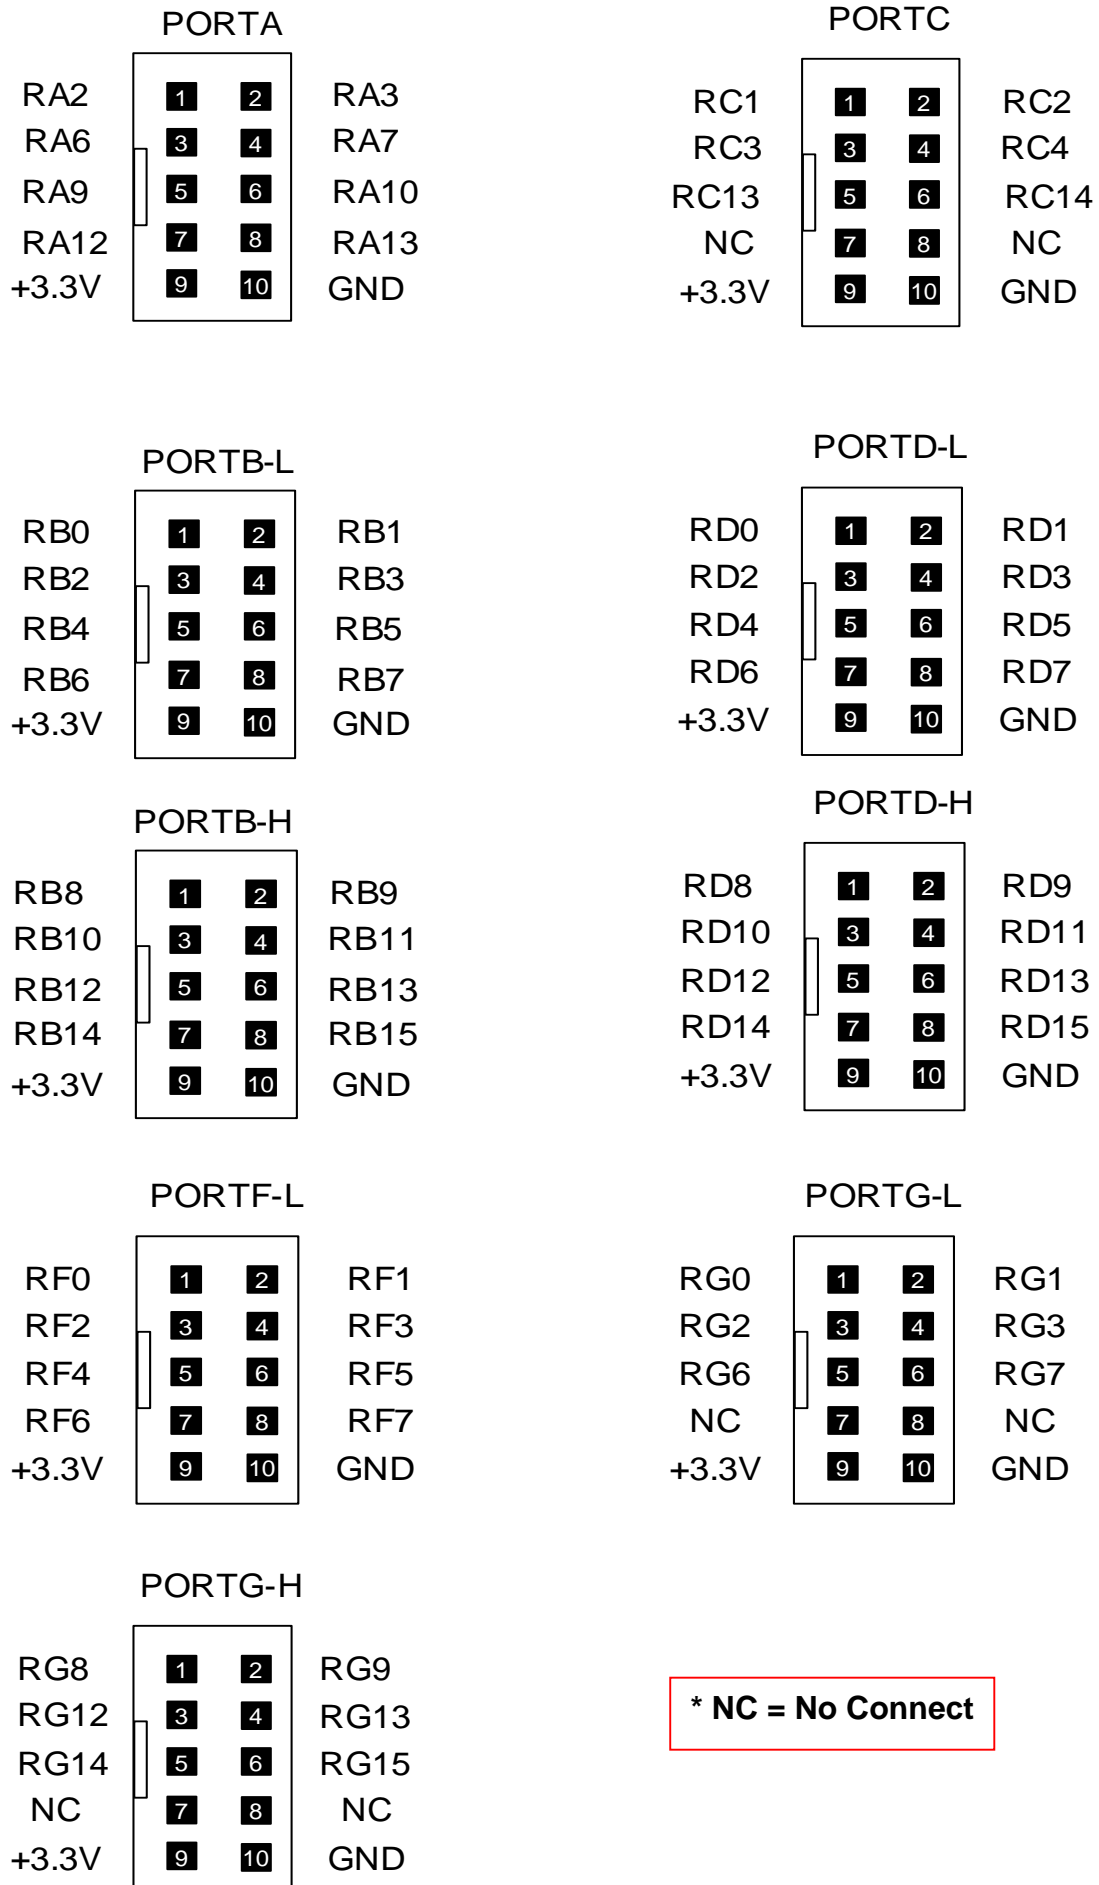 PORTA
RA2 1 2 RA3
RA6 3 4 RA7
RA9 5 6 RA10
RA12 7 8 RA13
+3.3V 9 10 GND
PORTC
RC1 1 2 RC2
RC3 3 4 RC4
RC13 5 6 RC14
NC 7 8 NC
+3.3V 9 10 GND
PORTB-L
RB0 1 2 RB1
RB2 3 4 RB3
RB4 5 6 RB5
RB6 7 8 RB7
+3.3V 9 10 GND
PORTD-L
RD0 1 2 RD1
RD2 3 4 RD3
RD4 5 6 RD5
RD6 7 8 RD7
+3.3V 9 10 GND
PORTB-H
RB8 1 2 RB9
RB10 3 4 RB11
RB12 5 6 RB13
RB14 7 8 RB15
+3.3V 9 10 GND
PORTD-H
RD8 1 2 RD9
RD10 3 4 RD11
RD12 5 6 RD13
RD14 7 8 RD15
+3.3V 9 10 GND
PORTF-L
RF0 1 2 RF1
RF2 3 4 RF3
RF4 5 6 RF5
RF6 7 8 RF7
+3.3V 9 10 GND
PORTG-L
RG0 1 2 RG1
RG2 3 4 RG3
RG6 5 6 RG7
NC 7 8 NC
+3.3V 9 10 GND
PORTG-H
RG8 1 2 RG9
RG12 3 4 RG13
RG14 5 6 RG15
NC 7 8 NC
+3.3V 9 10 GND
* NC = No Connect